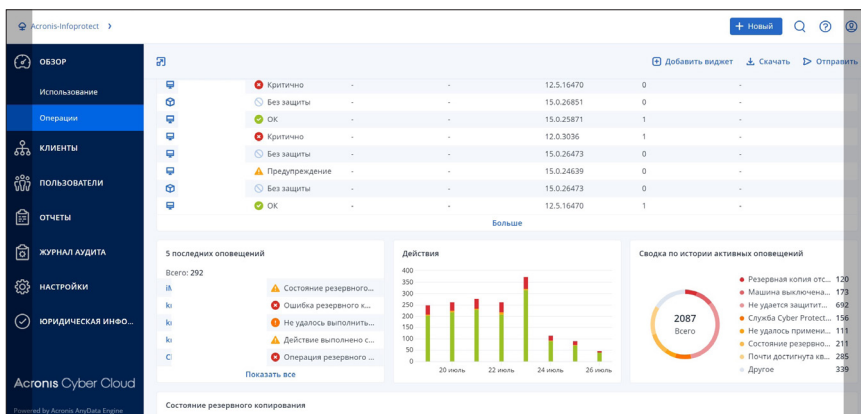 Acronis-Infoprotect
+ Новый
ОБЗОР
Использование
Операции
КЛИЕНТЫ
ПОЛЬЗОВАТЕЛИ
ОТЧЕТЫ
ЖУРНАЛ АУДИТА
НАСТРОЙКИ
ЮРИДИЧЕСКАЯ ИНФО...
Acronis Cyber Cloud
Powered by Acronis AnyData Engine
Добавить виджет Скачать Отправить
Критично - - 12.5.16470 0 -
Без защиты - - 15.0.26851 0 -
ОК - - 15.0.25871 1 -
Критично - - 12.0.3036 1 -
Без защиты - - 15.0.26473 0 -
Предупреждение - - 15.0.24639 0 -
Без защиты - - 15.0.26473 0 -
ОК - - 12.5.16470 1 -
Больше
5 последних оповещений
Всего: 292
Состояние резервного...
Ошибка резервного к...
Не удалось выполнить...
Действие выполнено с...
Операция резервного ...
Показать все
Действия
400
350
300
250
200
150
100
50
0
20 июль 22 июль 24 июль 26 июль
Сводка по истории активных оповещений
2087
Всего
Резервная копия отс... 120
Машина выключена... 173
Не удается защитит... 692
Служба Cyber Protect... 156
Не удалось примени... 111
Состояние резервно... 211
Почти достигнута кв... 285
Другое 339
Состояние резервного копирования